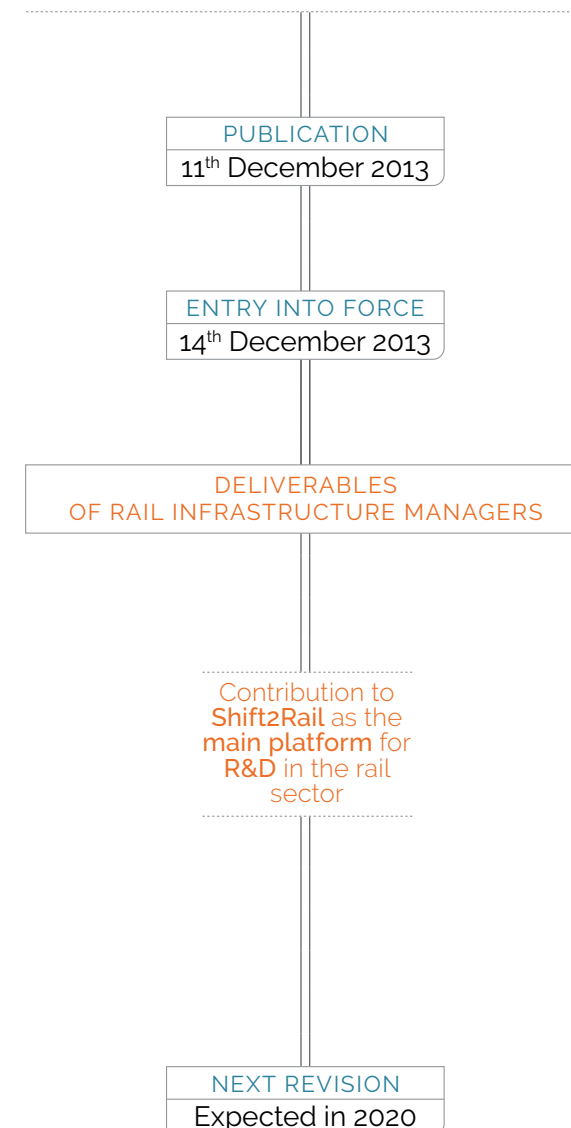 PUBLICATION
11th December 2013
ENTRY INTO FORCE
14th December 2013
DELIVERABLES
OF RAIL INFRASTRUCTURE MANAGERS
Contribution to
Shift2Rail as the
main platform for
R&D in the rail
sector
NEXT REVISION
Expected in 2020